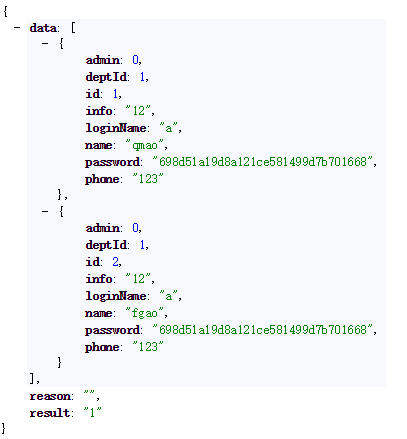 {
- data: [
- {
admin: 0,
deptId: 1,
id: 1,
info: "12",
loginName: "a",
name: "qmao",
password: "698d51a19d8a121ce581499d7b701668",
phone: "123"
},
- {
admin: 0,
deptId: 1,
id: 2,
info: "12",
loginName: "a",
name: "fgao",
password: "698d51a19d8a121ce581499d7b701668",
phone: "123"
}
],
reason: "",
result: "1"
}